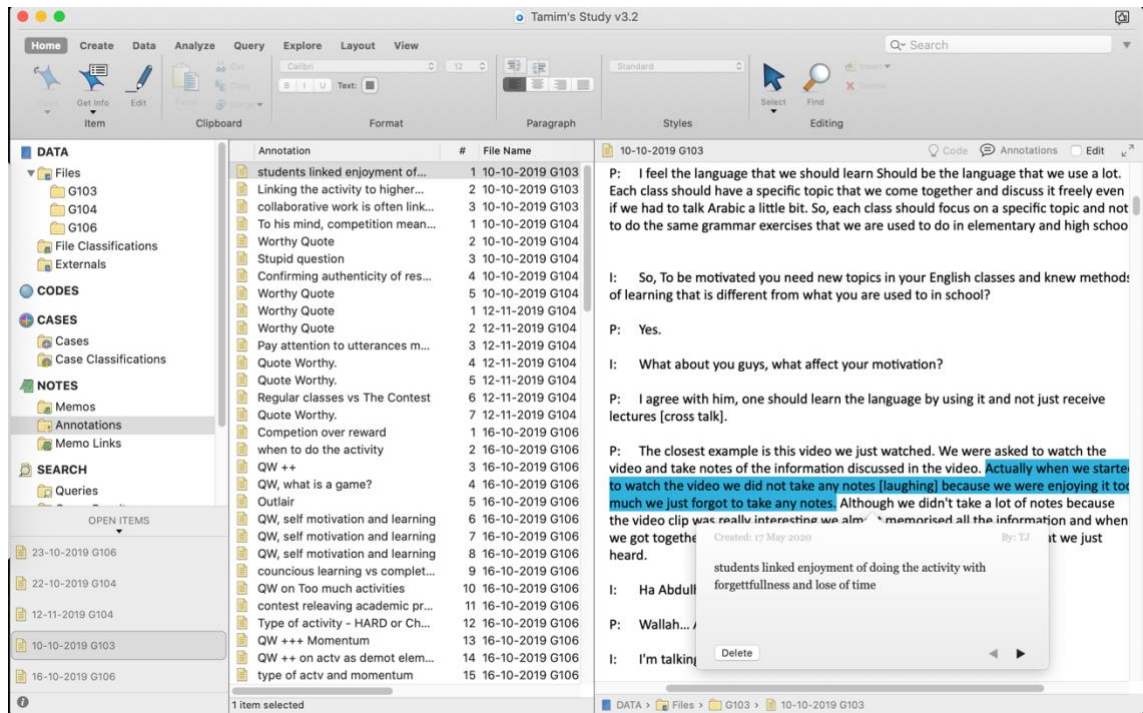 Tamim's Study v3.2
Home Create Data Analyze Query Explore Layout View
Search
Get Info Edit
Paste
Cut
Copy
Merge
Calibri 12
B I U Text:
Standard
Select Find
Insert
Item Clipboard Format Paragraph Styles Editing
DATA
Files
G103
G104
G106
File Classifications
Externals
CODES
CASES
Cases
Case Classifications
NOTES
Memos
Annotations
Memo Links
SEARCH
Queries
OPEN ITEMS
23-10-2019 G106
22-10-2019 G104
12-11-2019 G104
10-10-2019 G103
16-10-2019 G106
Annotation # File Name
students linked enjoyment of... 1 10-10-2019 G103
Linking the activity to higher... 2 10-10-2019 G103
collaborative work is often link... 3 10-10-2019 G103
To his mind, competition mean... 1 10-10-2019 G104
Worthy Quote 2 10-10-2019 G104
Stupid question 3 10-10-2019 G104
Confirming authenticity of res... 4 10-10-2019 G104
Worthy Quote 5 10-10-2019 G104
Worthy Quote 1 12-11-2019 G104
Worthy Quote 2 12-11-2019 G104
Pay attention to utterances m... 3 12-11-2019 G104
Quote Worthy. 4 12-11-2019 G104
Quote Worthy. 5 12-11-2019 G104
Regular classes vs The Contest 6 12-11-2019 G104
Quote Worthy. 7 12-11-2019 G104
Competion over reward 1 16-10-2019 G106
when to do the activity 2 16-10-2019 G106
QW ++ 3 16-10-2019 G106
QW, what is a game? 4 16-10-2019 G106
Outlair 5 16-10-2019 G106
QW, self motivation and learning 6 16-10-2019 G106
QW, self motivation and learning 7 16-10-2019 G106
QW, self motivation and learning 8 16-10-2019 G106
councious learning vs complet... 9 16-10-2019 G106
QW on Too much activities 10 16-10-2019 G106
contest releaving academic pr... 11 16-10-2019 G106
Type of activity - HARD or Ch... 12 16-10-2019 G106
QW +++ Momentum 13 16-10-2019 G106
QW ++ on actv as demot elem... 14 16-10-2019 G106
type of actv and momentum 15 16-10-2019 G106
1 item selected
10-10-2019 G103 Code Annotations Edit
P: I feel the language that we should learn Should be the language that we use a lot.
Each class should have a specific topic that we come together and discuss it freely even
if we had to talk Arabic a little bit. So, each class should focus on a specific topic and not
to do the same grammar exercises that we are used to do in elementary and high schoo
I: So, To be motivated you need new topics in your English classes and knew methods
of learning that is different from what you are used to in school?
P: Yes.
I: What about you guys, what affect your motivation?
P: I agree with him, one should learn the language by using it and not just receive
lectures [cross talk].
P: The closest example is this video we just watched. We were asked to watch the
video and take notes of the information discussed in the video. Actually when we starte
to watch the video we did not take any notes [laughing] because we were enjoying it too
much we just forgot to take any notes. Although we didn't take a lot of notes because
the video clip was really interesting we almost memorised all the information and when
we got togethe t we just
heard.
I: Ha Abdull
P: Wallah...
I: I'm talking
Created: 17 May 2020 By: TJ
students linked enjoyment of doing the activity with
forgettfullness and lose of time
Delete
DATA › Files › G103 › 10-10-2019 G103